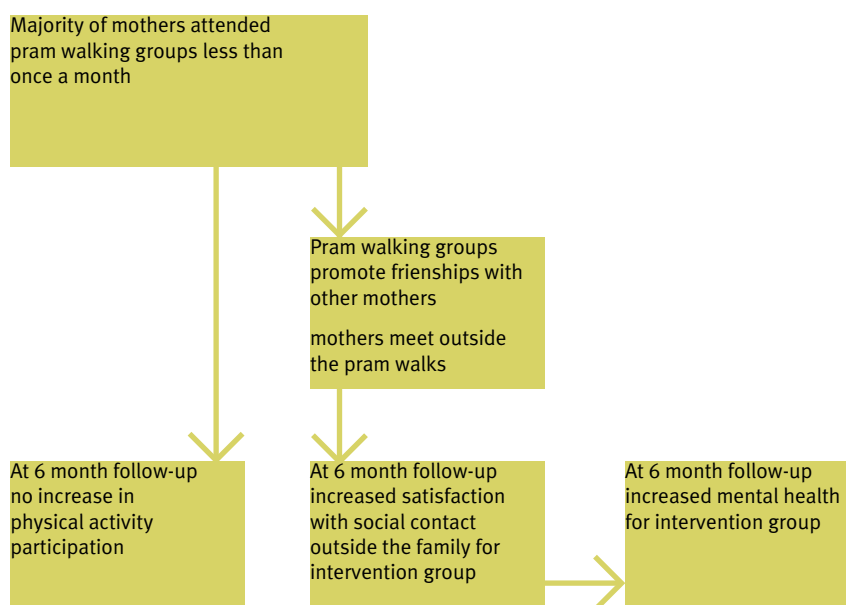 Majority of mothers attended
pram walking groups less than
once a month
Pram walking groups
promote frienships with
other mothers
mothers meet outside
the pram walks
At 6 month follow-up
no increase in
physical activity
participation
At 6 month follow-up
increased satisfaction
with social contact
outside the family for
intervention group
At 6 month follow-up
increased mental health
for intervention group